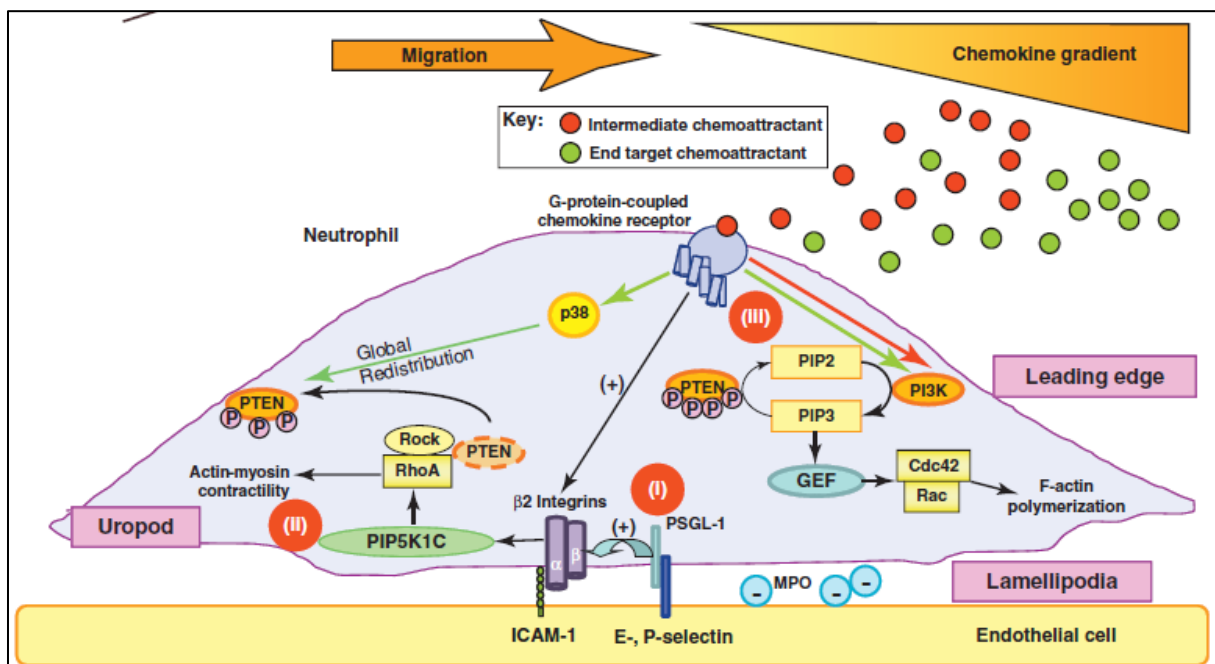 Migration
Chemokine gradient
Key:
Intermediate chemoattractant
End target chemoattractant
G-protein-coupled
chemokine receptor
Neutrophil
p38
(III)
Global
Redistribution
(+)
PTEN
P P P
PTEN
P P P P
PIP2
PIP3
PI3K
Leading edge
Rock
RhoA
PTEN
Actin-myosin
contractility
GEF
Cdc42
Rac
F-actin
polymerization
Uropod
(II)
PIP5K1C
β2 Integrins
α β
(+)
(I)
PSGL-1
MPO
- - - -
Lamellipodia
ICAM-1
E-, P-selectin
Endothelial cell